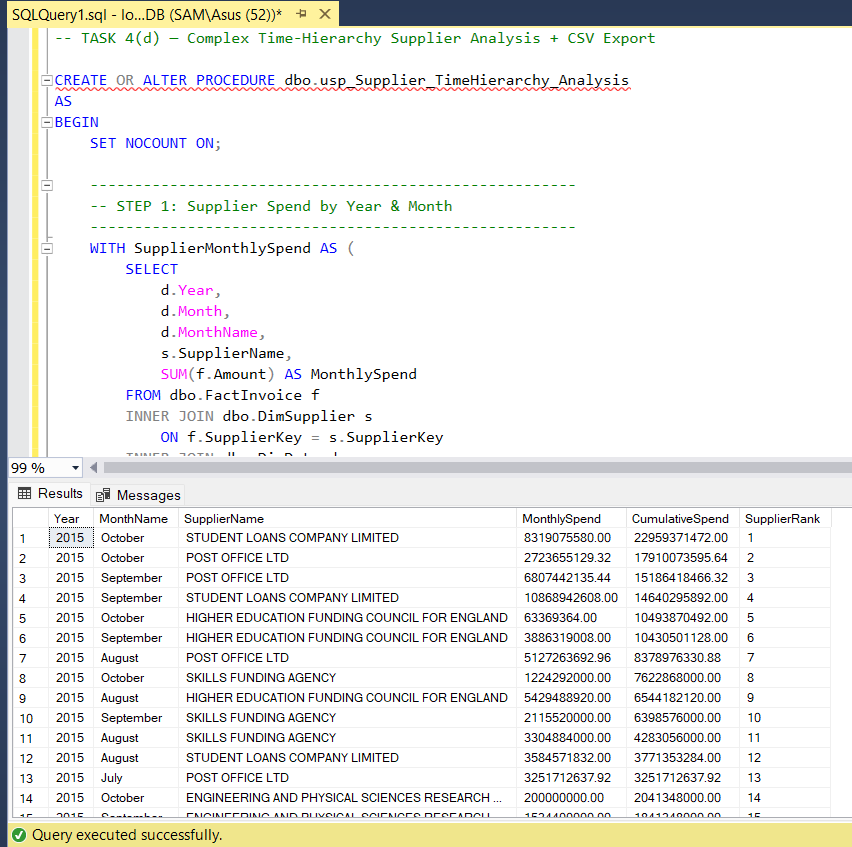 SQLQuery1.sql - lo...DB (SAM\Asus (52))*
-- TASK 4(d) – Complex Time-Hierarchy Supplier Analysis + CSV Export
CREATE OR ALTER PROCEDURE dbo.usp_Supplier_TimeHierarchy_Analysis
AS
BEGIN
SET NOCOUNT ON;
-------------------------------------------------------
-- STEP 1: Supplier Spend by Year & Month
-------------------------------------------------------
WITH SupplierMonthlySpend AS (
SELECT
d.Year,
d.Month,
d.MonthName,
s.SupplierName,
SUM(f.Amount) AS MonthlySpend
FROM dbo.FactInvoice f
INNER JOIN dbo.DimSupplier s
ON f.SupplierKey = s.SupplierKey
99 %
Results Messages
Year MonthName SupplierName MonthlySpend CumulativeSpend SupplierRank
1 2015 October STUDENT LOANS COMPANY LIMITED 8319075580.00 22959371472.00 1
2 2015 October POST OFFICE LTD 2723655129.32 17910073595.64 2
3 2015 September POST OFFICE LTD 6807442135.44 15186418466.32 3
4 2015 September STUDENT LOANS COMPANY LIMITED 10868942608.00 14640295892.00 4
5 2015 October HIGHER EDUCATION FUNDING COUNCIL FOR ENGLAND 63369364.00 10493870492.00 5
6 2015 September HIGHER EDUCATION FUNDING COUNCIL FOR ENGLAND 3886319008.00 10430501128.00 6
7 2015 August POST OFFICE LTD 5127263692.96 8378976330.88 7
8 2015 October SKILLS FUNDING AGENCY 1224292000.00 7622868000.00 8
9 2015 August HIGHER EDUCATION FUNDING COUNCIL FOR ENGLAND 5429488920.00 6544182120.00 9
10 2015 September SKILLS FUNDING AGENCY 2115520000.00 6398576000.00 10
11 2015 August SKILLS FUNDING AGENCY 3304884000.00 4283056000.00 11
12 2015 August STUDENT LOANS COMPANY LIMITED 3584571832.00 3771353284.00 12
13 2015 July POST OFFICE LTD 3251712637.92 3251712637.92 13
14 2015 October ENGINEERING AND PHYSICAL SCIENCES RESEARCH ... 200000000.00 2041348000.00 14
Query executed successfully.